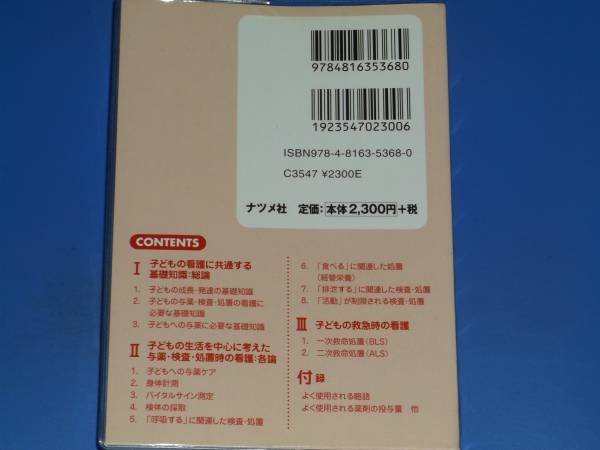 9784816353680
1923547023006
ISBN978-4-8163-5368-0
C3547 ¥2300E
ナツメ社 定価:本体2,300円+税
CONTENTS
Ⅰ 子どもの看護に共通する
基礎知識:総論
1. 子どもの成長・発達の基礎知識
2. 子どもの与薬・検査・処置の看護に
必要な基礎知識
3. 子どもへの与薬に必要な基礎知識
Ⅱ 子どもの生活を中心に考えた
与薬・検査・処置時の看護:各論
1. 子どもへの与薬ケア
2. 身体計測
3. バイタルサイン測定
4. 検体の採取
5. 「呼吸する」に関連した検査・処置
6. 「食べる」に関連した処置
(経管栄養)
7. 「排泄する」に関連した検査・処置
8. 「活動」が制限される検査・処置
Ⅲ 子どもの救急時の看護
1. 一次救命処置(BLS)
2. 二次救命処置(ALS)
付録
よく使用される略語
よく使用される薬剤の投与量 他